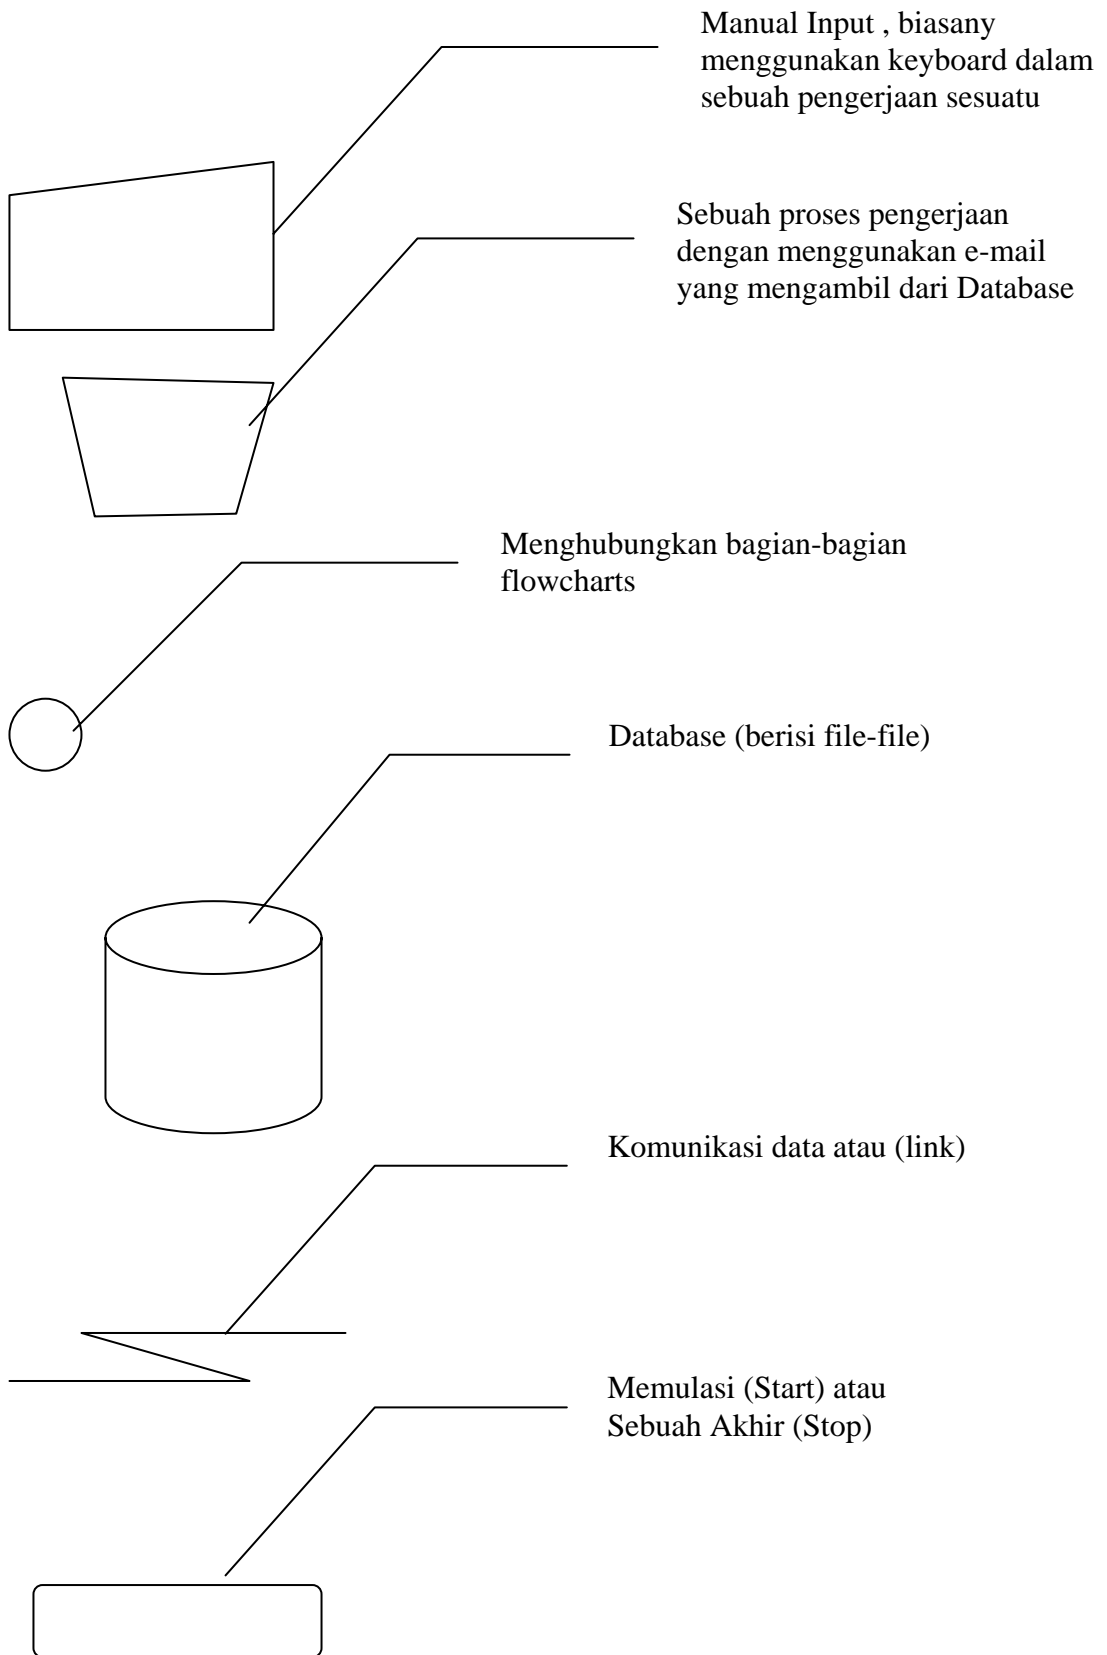 Manual Input , biasany
menggunakan keyboard dalam
sebuah pengerjaan sesuatu
Sebuah proses pengerjaan
dengan menggunakan e-mail
yang mengambil dari Database
Menghubungkan bagian-bagian
flowcharts
Database (berisi file-file)
Komunikasi data atau (link)
Memulasi (Start) atau
Sebuah Akhir (Stop)